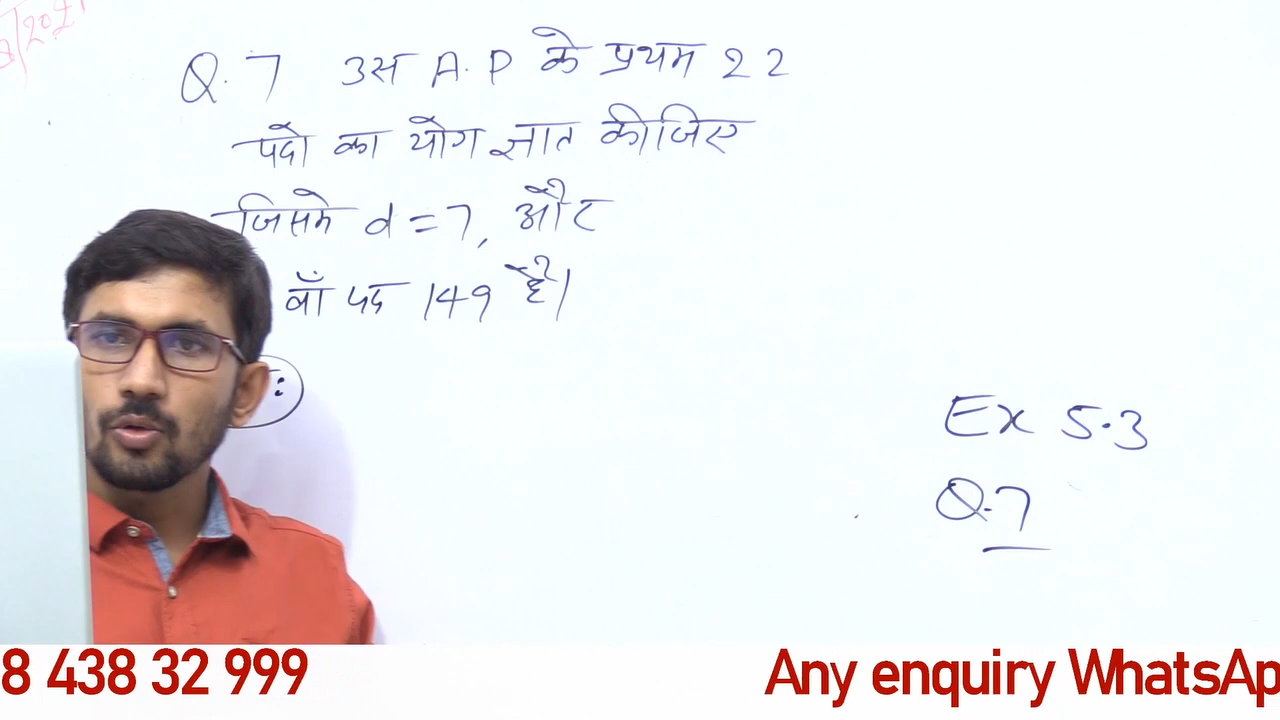 Q.7 उस A.P के प्रथम 22
पदो का योग ज्ञात कीजिए
जिसमे d = 7, और
वाँ पद 149 है।
Ex 5.3
Q.7
8 438 32 999
Any enquiry WhatsAp